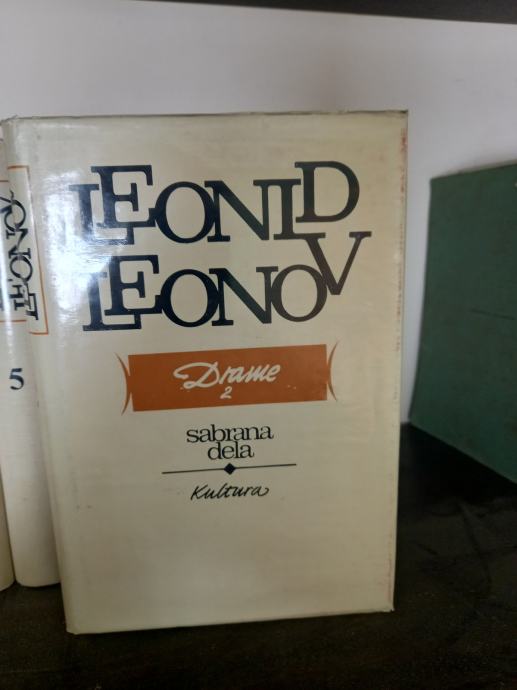 LEONID
LEONOV
Drame
2
sabrana
dela
Kultura
LEONOV
5